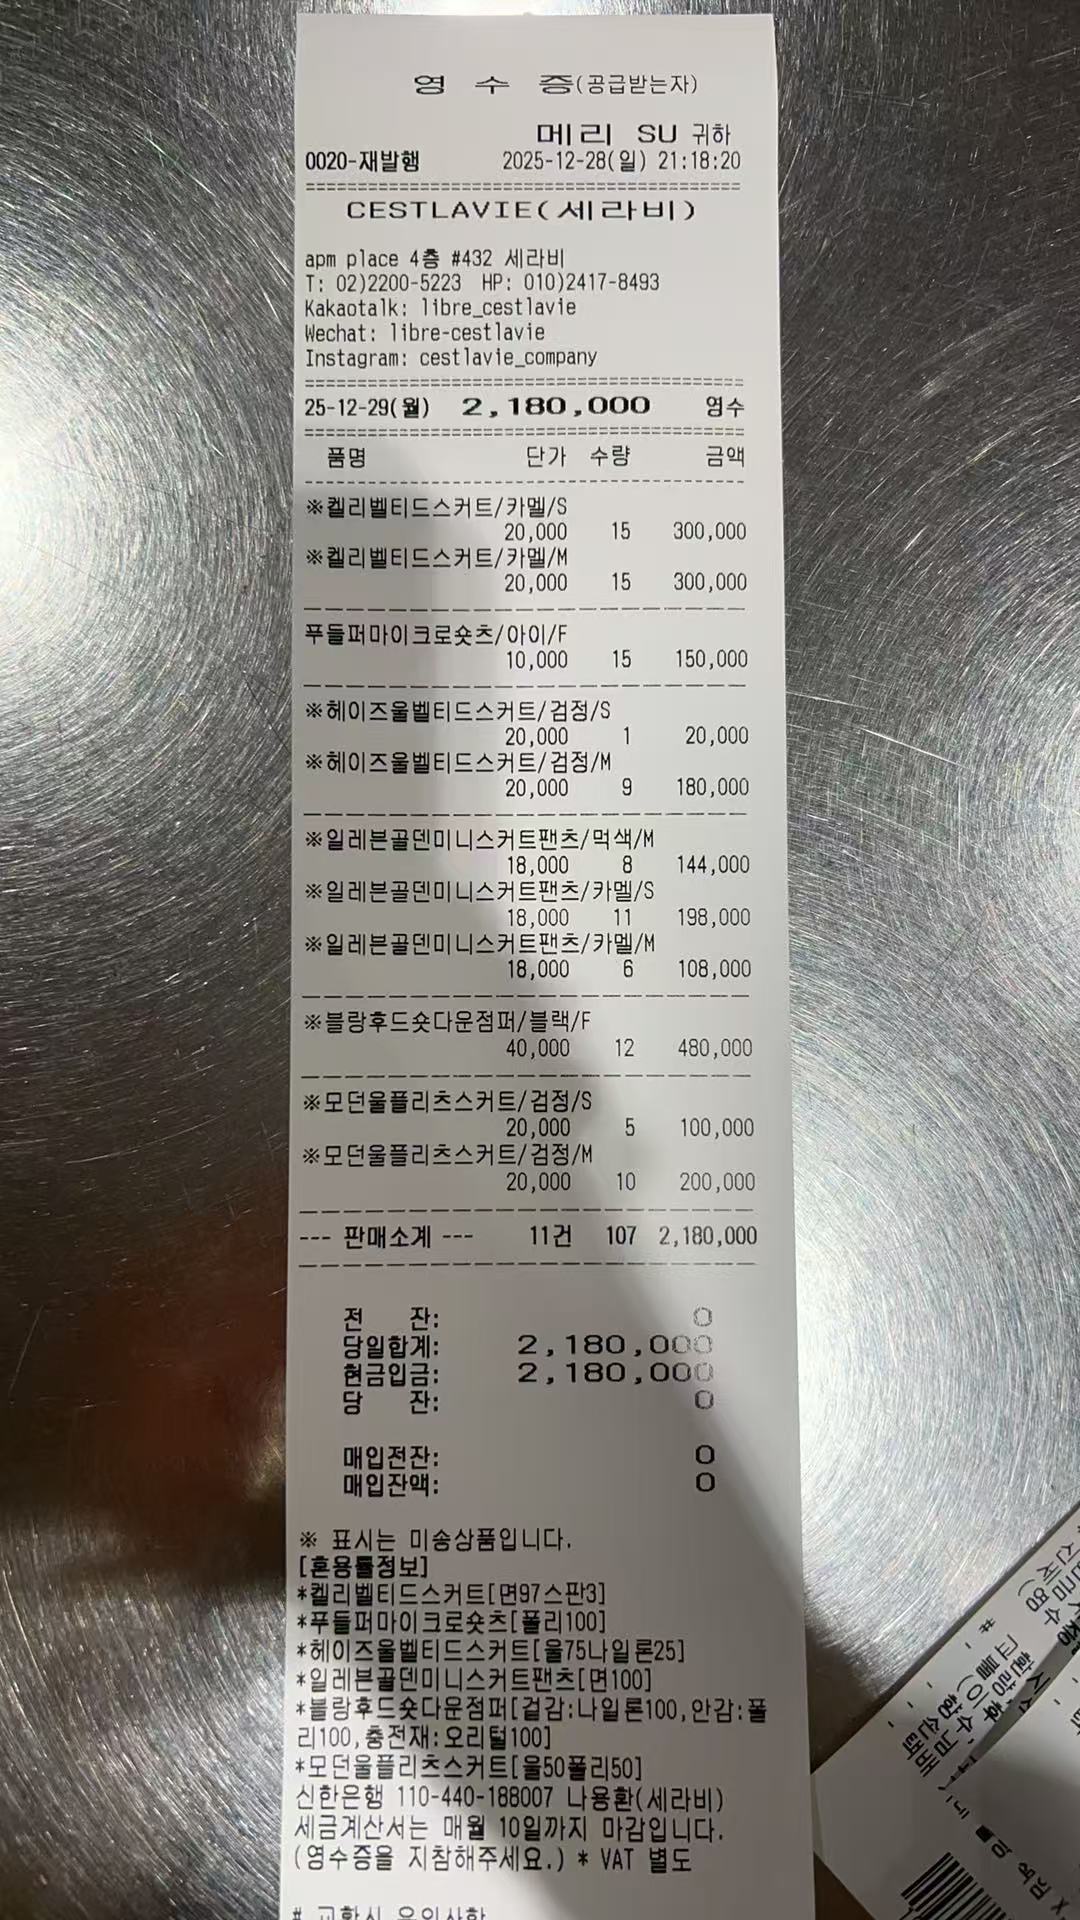 영 수 증(공급받는자)
메리 SU 귀하
0020-재발행 2025-12-28(일) 21:18:20
==========================================
CESTLAVIE(세라비)
apm place 4층 #432 세라비
T: 02)2200-5223 HP: 010)2417-8493
Kakaotalk: libre_cestlavie
Wechat: libre-cestlavie
Instagram: cestlavie_company
==========================================
25-12-29(월) 2,180,000 영수
==========================================
품명 단가 수량 금액
------------------------------------------
※켈리벨티드스커트/카멜/S
20,000 15 300,000
※켈리벨티드스커트/카멜/M
20,000 15 300,000
푸들퍼마이크로숏츠/아이/F
10,000 15 150,000
※헤이즈울벨티드스커트/검정/S
20,000 1 20,000
※헤이즈울벨티드스커트/검정/M
20,000 9 180,000
※일레븐골덴미니스커트팬츠/먹색/M
18,000 8 144,000
※일레븐골덴미니스커트팬츠/카멜/S
18,000 11 198,000
※일레븐골덴미니스커트팬츠/카멜/M
18,000 6 108,000
※블랑후드숏다운점퍼/블랙/F
40,000 12 480,000
※모던울플리츠스커트/검정/S
20,000 5 100,000
※모던울플리츠스커트/검정/M
20,000 10 200,000
--- 판매소계 --- 11건 107 2,180,000
전 잔: 0
당일합계: 2,180,000
현금입금: 2,180,000
당 잔: 0
매입전잔: 0
매입잔액: 0
※ 표시는 미송상품입니다.
[혼용률정보]
*켈리벨티드스커트[면97스판3]
*푸들퍼마이크로숏츠[폴리100]
*헤이즈울벨티드스커트[울75나일론25]
*일레븐골덴미니스커트팬츠[면100]
*블랑후드숏다운점퍼[겉감:나일론100,안감:폴
리100,충전재:오리털100]
*모던울플리츠스커트[울50폴리50]
신한은행 110-440-188007 나용환(세라비)
세금계산서는 매월 10일까지 마감입니다.
(영수증을 지참해주세요.) * VAT 별도
# 교환시 유의사항